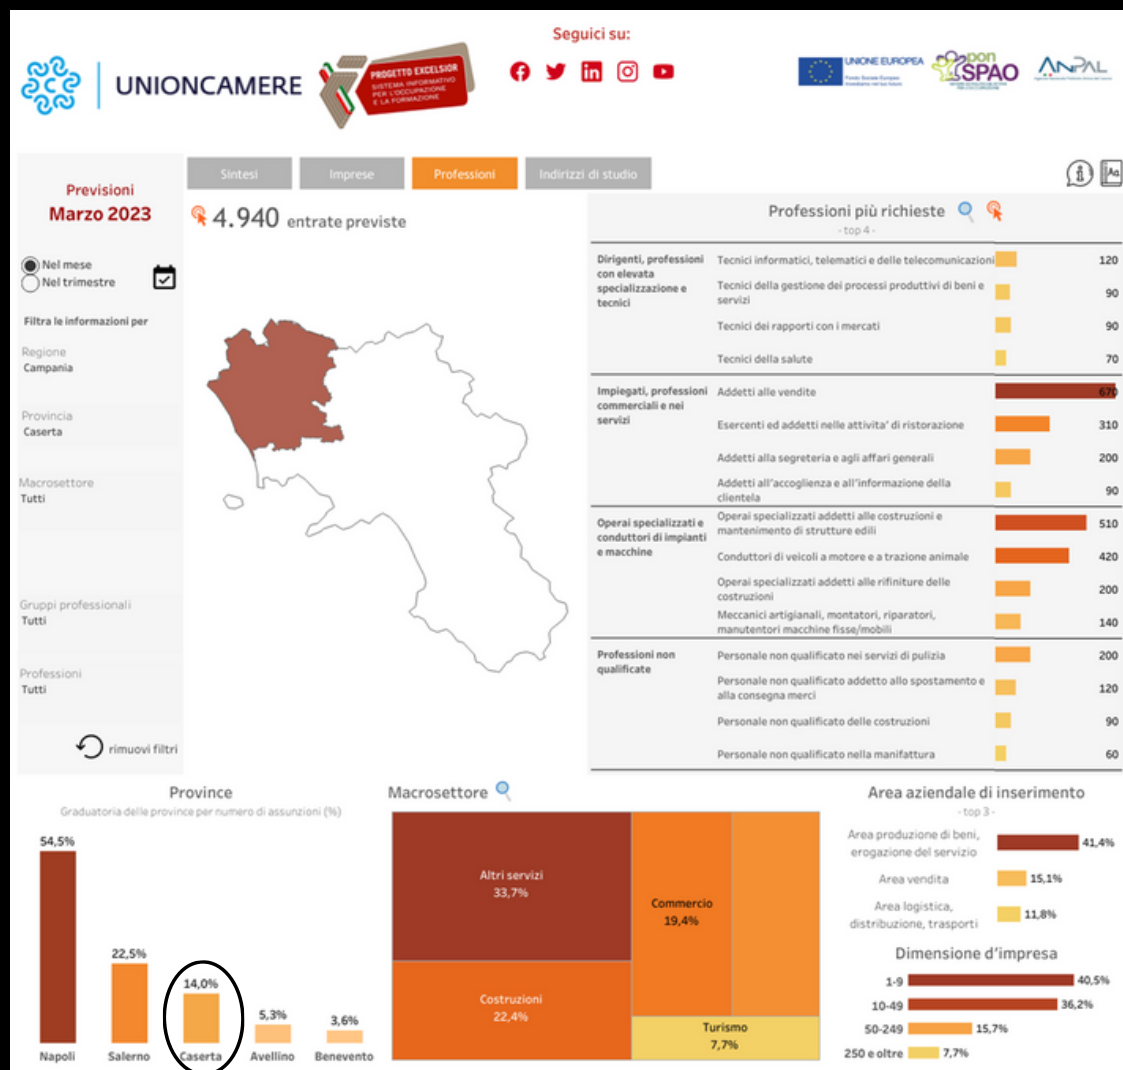 Seguici su:
UNIONCAMERE
PROGETTO EXCELSIOR
SISTEMA INFORMATIVO
PER L'OCCUPAZIONE
E LA FORMAZIONE
UNIONE EUROPEA
Fondo Sociale Europeo
pon
SPAO
ANPAL
Previsioni
Marzo 2023
Nel mese
Nel trimestre
Filtra le informazioni per
Regione
Campania
Provincia
Caserta
Macrosettore
Tutti
Gruppi professionali
Tutti
Professioni
Tutti
rimuovi filtri
Sintesi
Imprese
Professioni
Indirizzi di studio
4.940 entrate previste
Professioni più richieste
- top 4 -
Dirigenti, professioni
con elevata
specializzazione e
tecnici
Tecnici informatici, telematici e delle telecomunicazioni 120
Tecnici della gestione dei processi produttivi di beni e
servizi 90
Tecnici dei rapporti con i mercati 90
Tecnici della salute 70
Impiegati, professioni
commerciali e nei
servizi
Addetti alle vendite 670
Esercenti ed addetti nelle attivita' di ristorazione 310
Addetti alla segreteria e agli affari generali 200
Addetti all'accoglienza e all'informazione della
clientela 90
Operai specializzati e
conduttori di impianti
e macchine
Operai specializzati addetti alle costruzioni e
mantenimento di strutture edili 510
Conduttori di veicoli a motore e a trazione animale 420
Operai specializzati addetti alle rifiniture delle
costruzioni 200
Meccanici artigianali, montatori, riparatori,
manutentori macchine fisse/mobili 140
Professioni non
qualificate
Personale non qualificato nei servizi di pulizia 200
Personale non qualificato addetto allo spostamento e
alla consegna merci 120
Personale non qualificato delle costruzioni 90
Personale non qualificato nella manifattura 60
Province
Graduatoria delle province per numero di assunzioni (%)
54,5%
22,5%
14,0%
5,3%
3,6%
Napoli Salerno Caserta Avellino Benevento
Macrosettore
Altri servizi
33,7%
Costruzioni
22,4%
Commercio
19,4%
Turismo
7,7%
Area aziendale di inserimento
- top 3 -
Area produzione di beni,
erogazione del servizio 41,4%
Area vendita 15,1%
Area logistica,
distribuzione, trasporti 11,8%
Dimensione d'impresa
1-9 40,5%
10-49 36,2%
50-249 15,7%
250 e oltre 7,7%